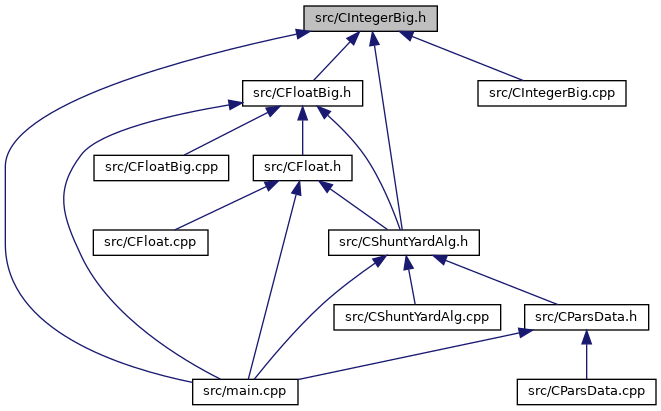 src/CIntegerBig.h
src/CFloatBig.h
src/CIntegerBig.cpp
src/CFloatBig.cpp
src/CFloat.h
src/CFloat.cpp
src/CShuntYardAlg.h
src/CShuntYardAlg.cpp
src/CParsData.h
src/main.cpp
src/CParsData.cpp